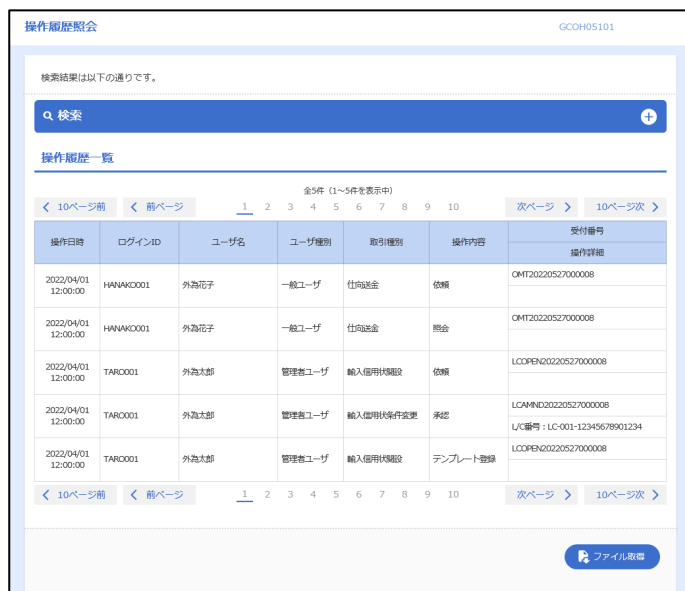 操作履歴照会 GCOH05101
検索結果は以下の通りです。
検索
操作履歴一覧
全5件（1～5件を表示中）
10ページ前 前ページ 1 2 3 4 5 6 7 8 9 10 次ページ 10ページ次
操作日時 ログインID ユーザ名 ユーザ種別 取引種別 操作内容 受付番号
操作詳細
2022/04/01 12:00:00 HANAKO001 外為花子 一般ユーザ 仕向送金 依頼 OMT20220527000008
2022/04/01 12:00:00 HANAKO001 外為花子 一般ユーザ 仕向送金 照会 OMT20220527000008
2022/04/01 12:00:00 TARO001 外為太郎 管理者ユーザ 輸入信用状開設 依頼 LCOPEN20220527000008
2022/04/01 12:00:00 TARO001 外為太郎 管理者ユーザ 輸入信用状条件変更 承認 LCAMND20220527000008
L/C番号：LC-001-12345678901234
2022/04/01 12:00:00 TARO001 外為太郎 管理者ユーザ 輸入信用状開設 テンプレート登録 LCOPEN20220527000008
10ページ前 前ページ 1 2 3 4 5 6 7 8 9 10 次ページ 10ページ次
ファイル取得